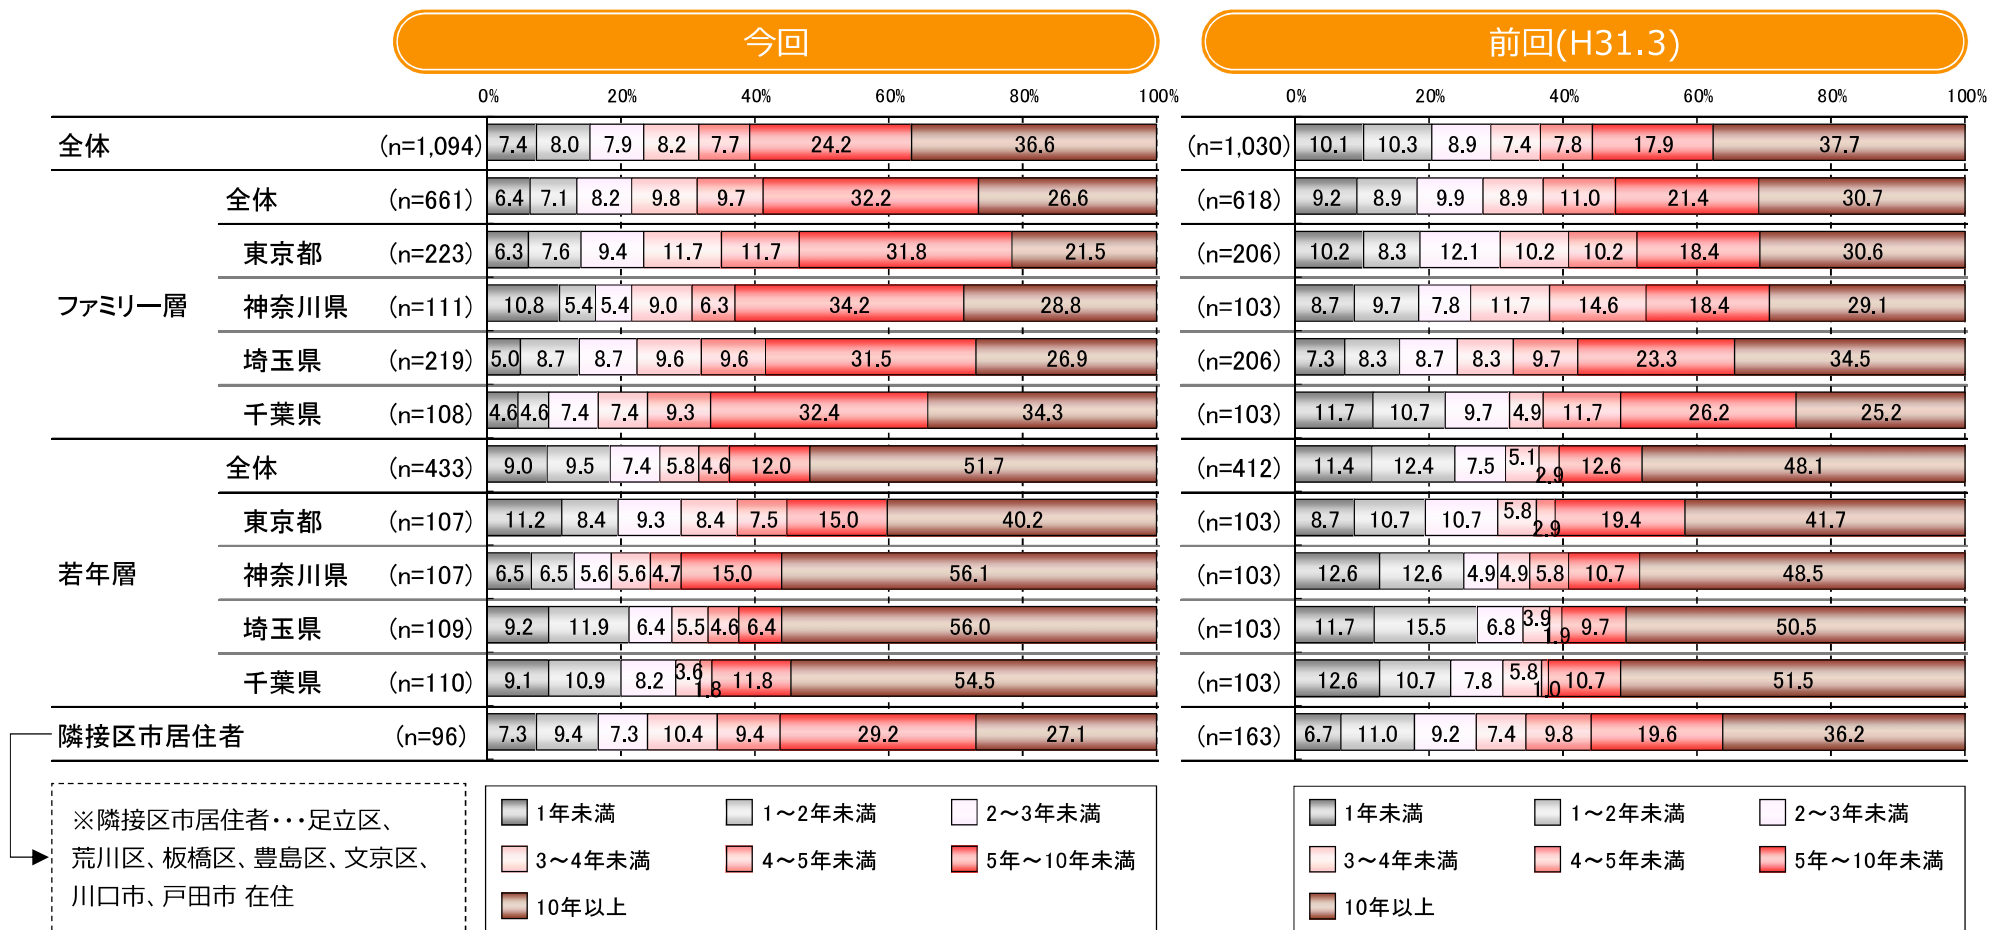 今回 前回(H31.3)
0% 20% 40% 60% 80% 100% 0% 20% 40% 60% 80% 100%
全体 (n=1,094) 7.4 8.0 7.9 8.2 7.7 24.2 36.6 (n=1,030) 10.1 10.3 8.9 7.4 7.8 17.9 37.7
全体 (n=661) 6.4 7.1 8.2 9.8 9.7 32.2 26.6 (n=618) 9.2 8.9 9.9 8.9 11.0 21.4 30.7
東京都 (n=223) 6.3 7.6 9.4 11.7 11.7 31.8 21.5 (n=206) 10.2 8.3 12.1 10.2 10.2 18.4 30.6
ファミリー層 神奈川県 (n=111) 10.8 5.4 5.4 9.0 6.3 34.2 28.8 (n=103) 8.7 9.7 7.8 11.7 14.6 18.4 29.1
埼玉県 (n=219) 5.0 8.7 8.7 9.6 9.6 31.5 26.9 (n=206) 7.3 8.3 8.7 8.3 9.7 23.3 34.5
千葉県 (n=108) 4.6 4.6 7.4 7.4 9.3 32.4 34.3 (n=103) 11.7 10.7 9.7 4.9 11.7 26.2 25.2
全体 (n=433) 9.0 9.5 7.4 5.8 4.6 12.0 51.7 (n=412) 11.4 12.4 7.5 5.1 2.9 12.6 48.1
東京都 (n=107) 11.2 8.4 9.3 8.4 7.5 15.0 40.2 (n=103) 8.7 10.7 10.7 5.8 2.9 19.4 41.7
若年層 神奈川県 (n=107) 6.5 6.5 5.6 5.6 4.7 15.0 56.1 (n=103) 12.6 12.6 4.9 4.9 5.8 10.7 48.5
埼玉県 (n=109) 9.2 11.9 6.4 5.5 4.6 6.4 56.0 (n=103) 11.7 15.5 6.8 3.9 1.9 9.7 50.5
千葉県 (n=110) 9.1 10.9 8.2 3.6 1.8 11.8 54.5 (n=103) 12.6 10.7 7.8 5.8 1.0 10.7 51.5
隣接区市居住者 (n=96) 7.3 9.4 7.3 10.4 9.4 29.2 27.1 (n=163) 6.7 11.0 9.2 7.4 9.8 19.6 36.2
※隣接区市居住者・・・足立区、
荒川区、板橋区、豊島区、文京区、
川口市、戸田市 在住
1年未満 1～2年未満 2～3年未満
3～4年未満 4～5年未満 5年～10年未満
10年以上
1年未満 1～2年未満 2～3年未満
3～4年未満 4～5年未満 5年～10年未満
10年以上